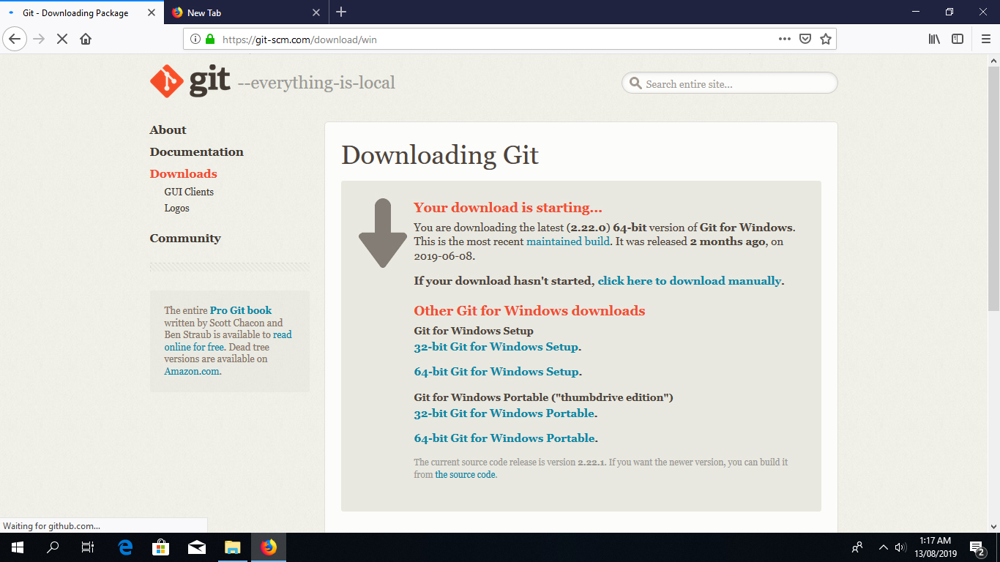 Git - Downloading Package
New Tab
https://git-scm.com/download/win
git --everything-is-local
Search entire site...
About
Documentation
Downloads
GUI Clients
Logos
Community
The entire Pro Git book
written by Scott Chacon and
Ben Straub is available to read
online for free. Dead tree
versions are available on
Amazon.com.
Downloading Git
Your download is starting...
You are downloading the latest (2.22.0) 64-bit version of Git for Windows.
This is the most recent maintained build. It was released 2 months ago, on
2019-06-08.
If your download hasn't started, click here to download manually.
Other Git for Windows downloads
Git for Windows Setup
32-bit Git for Windows Setup.
64-bit Git for Windows Setup.
Git for Windows Portable ("thumbdrive edition")
32-bit Git for Windows Portable.
64-bit Git for Windows Portable.
The current source code release is version 2.22.1. If you want the newer version, you can build it
from the source code.
Waiting for github.com...
1:17 AM
13/08/2019
2